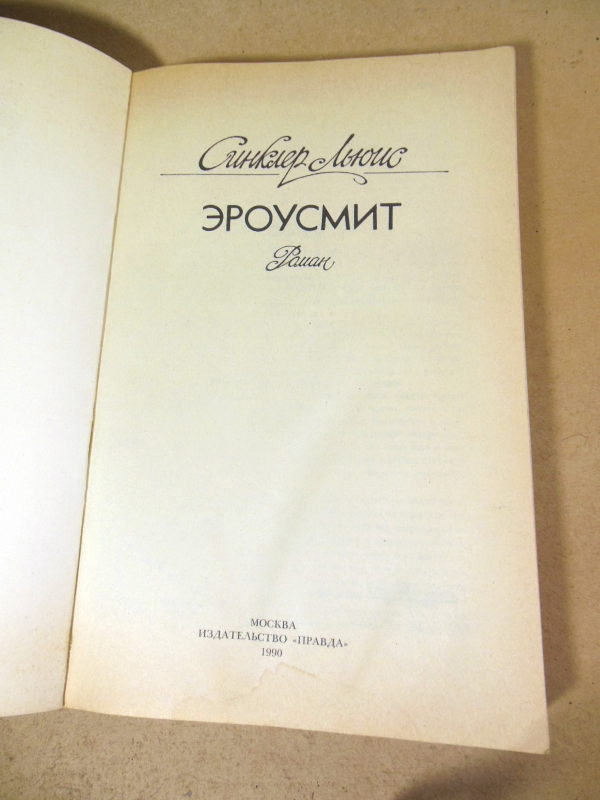 Синклер Льюис
ЭРОУСМИТ
Роман
МОСКВА
ИЗДАТЕЛЬСТВО «ПРАВДА»
1990